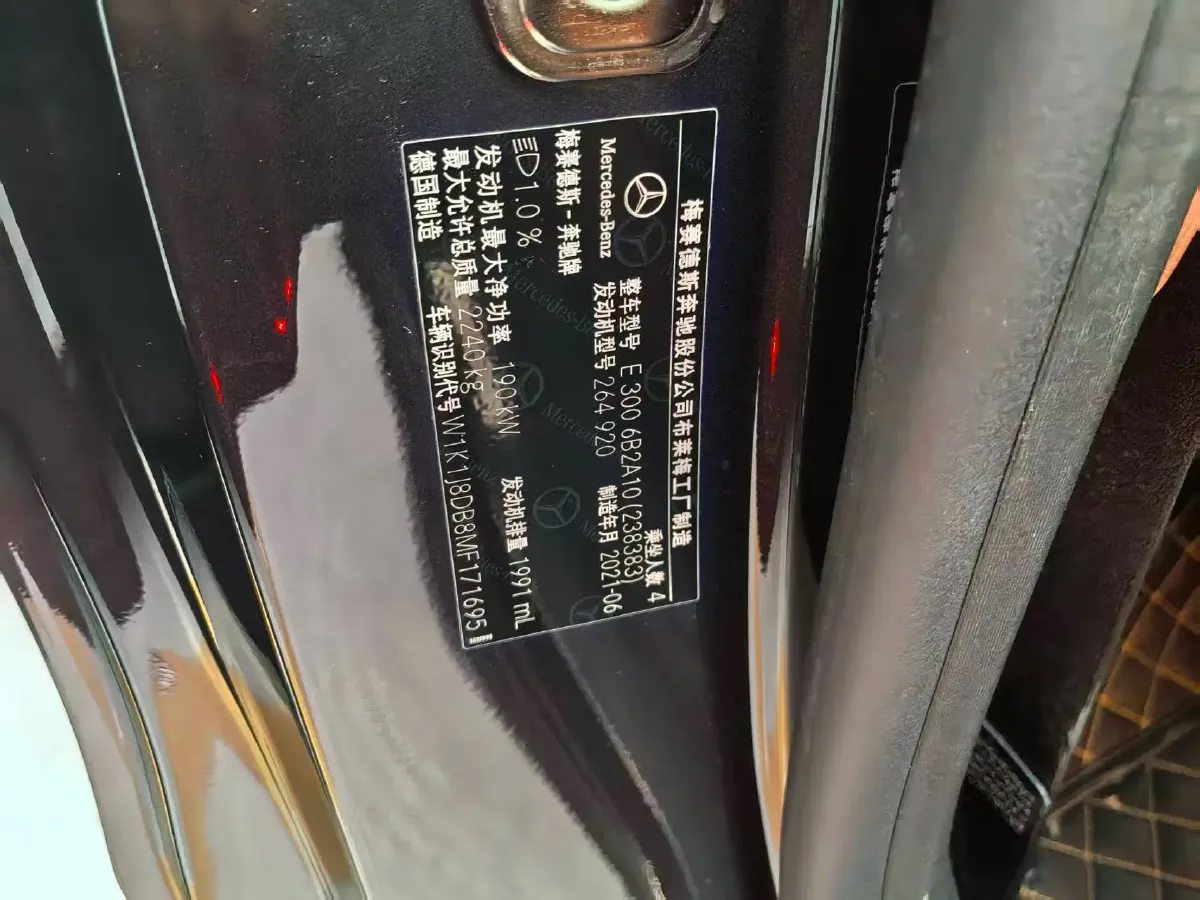 梅赛德斯奔驰股份公司布莱梅工厂制造
乘坐人数 4
整车型号 E 300 6B2A10 (238383)
Mercedes-Benz
发动机型号 264 920
制造年月 2021-06
梅赛德斯-奔驰牌
1.0 %
发动机最大净功率 190 kW
发动机排量 1991 mL
最大允许总质量 2240 kg
德国制造
车辆识别代号 W1K1J8DB8MF171695